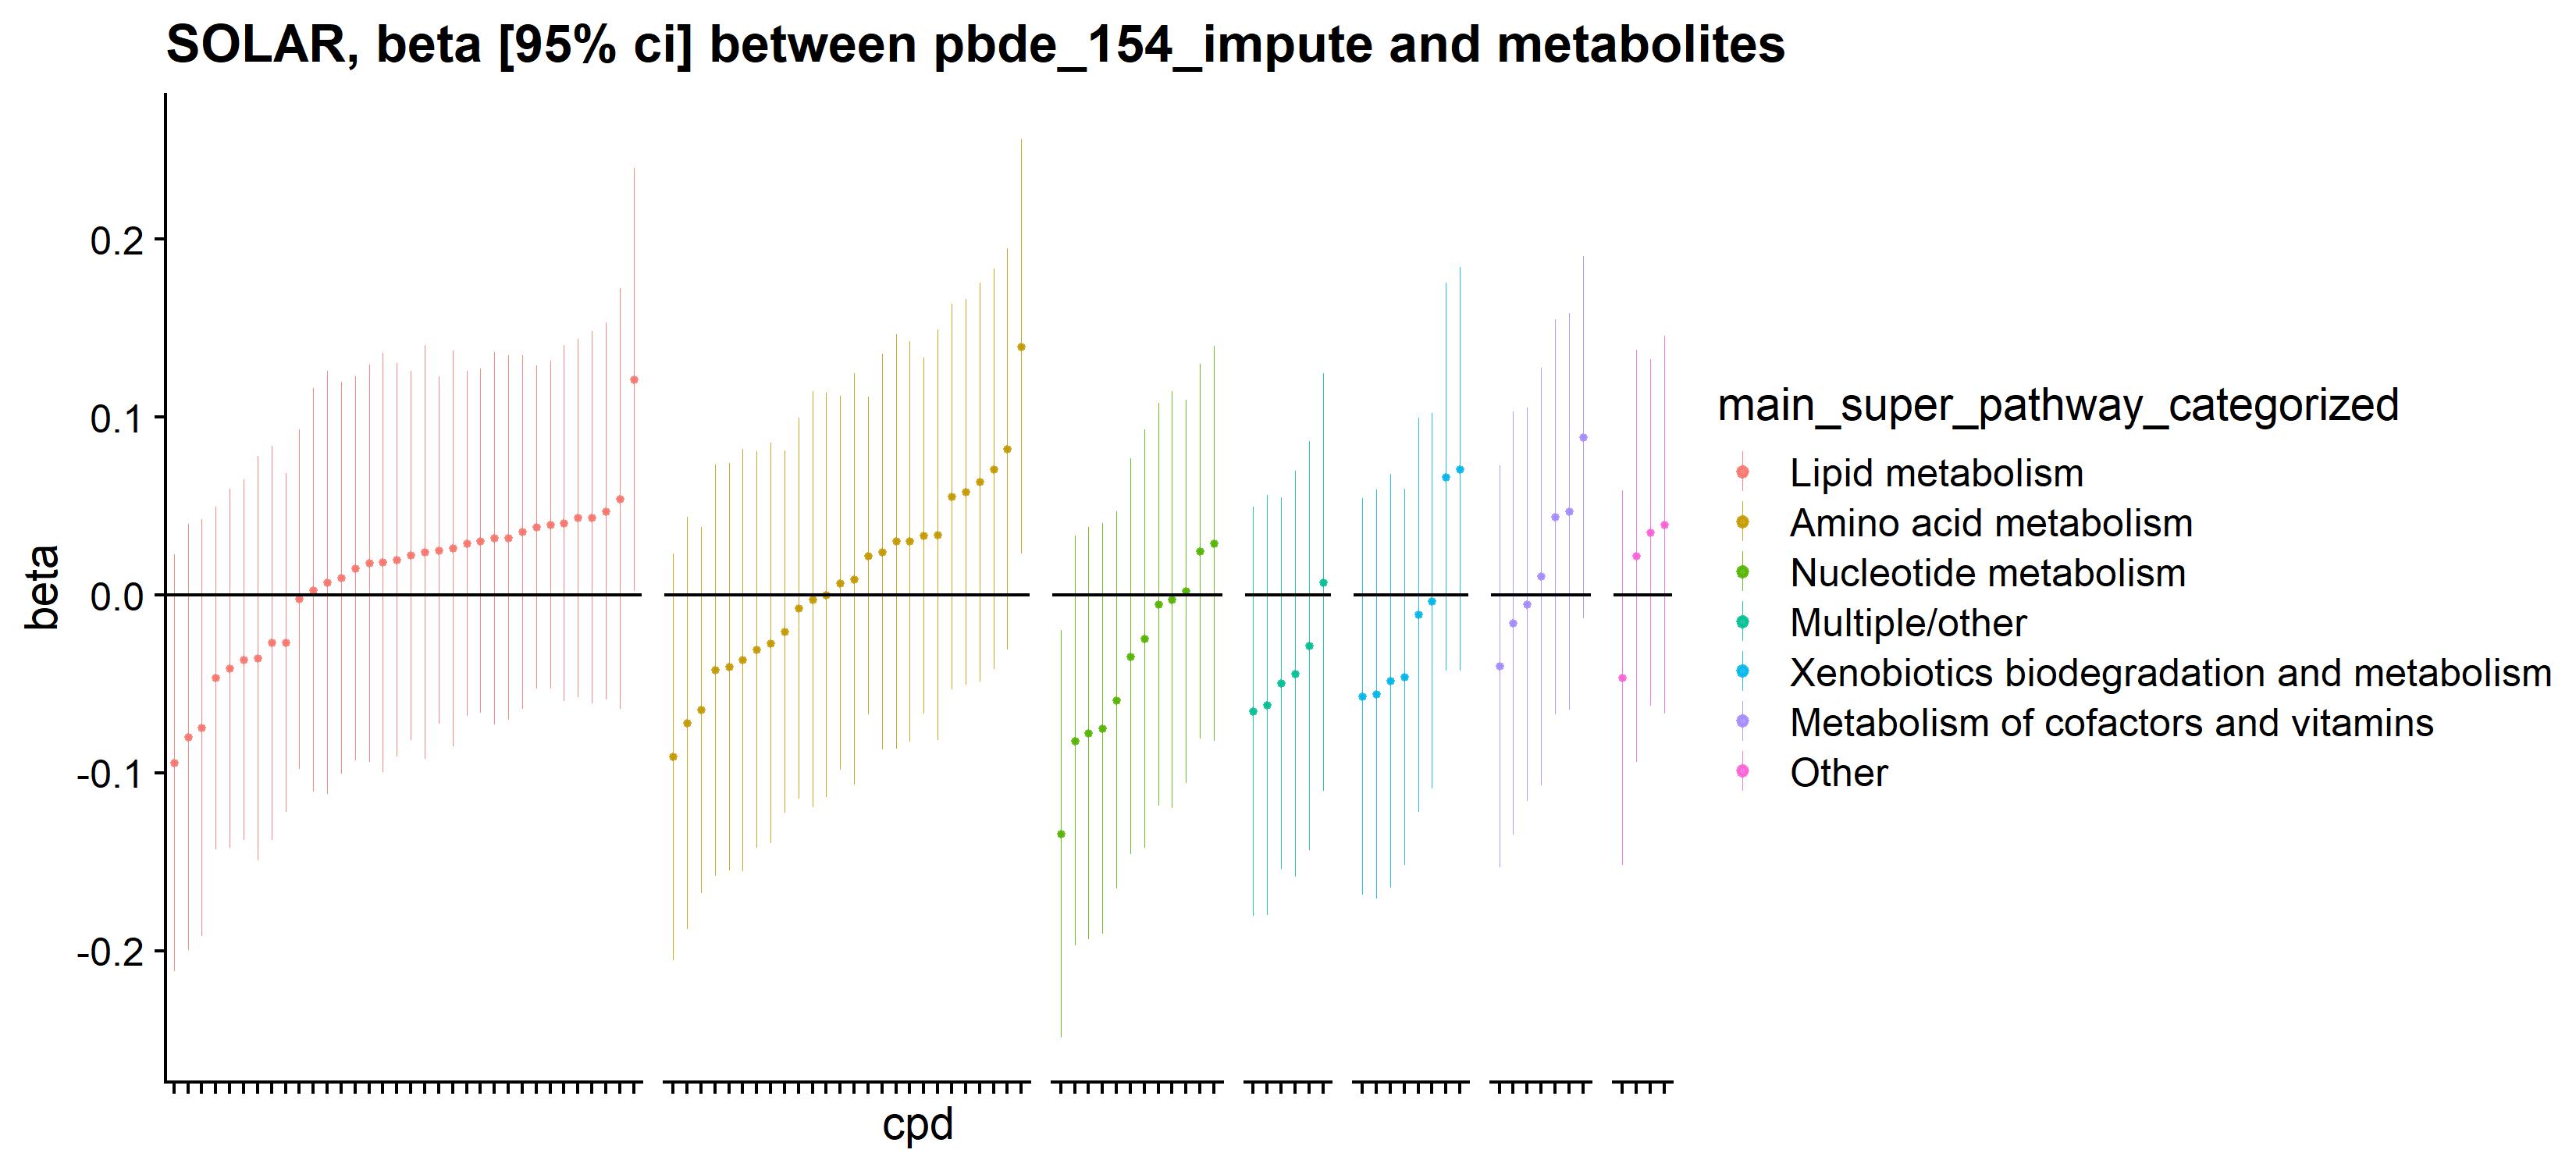 SOLAR, beta [95% ci] between pbde_154_impute and metabolites
beta
0.2
0.1
0.0
-0.1
-0.2
cpd
main_super_pathway_categorized
Lipid metabolism
Amino acid metabolism
Nucleotide metabolism
Multiple/other
Xenobiotics biodegradation and metabolism
Metabolism of cofactors and vitamins
Other